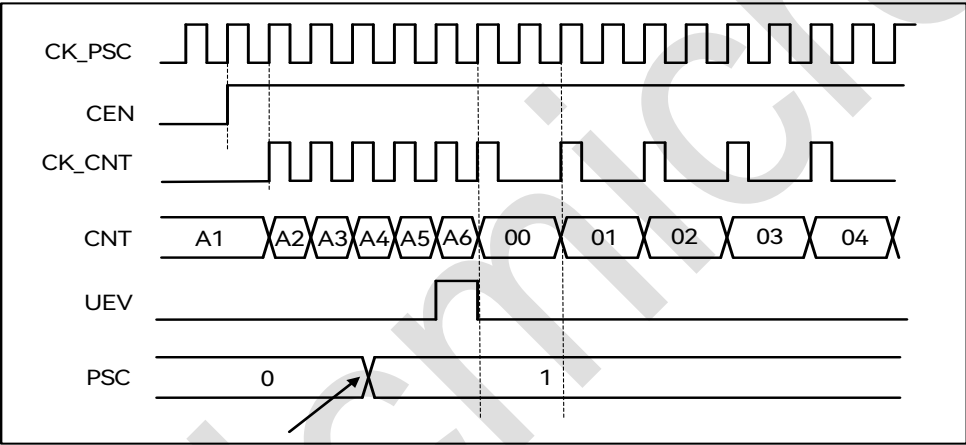 CK_PSC
CEN
CK_CNT
CNT A1 A2 A3 A4 A5 A6 00 01 02 03 04
UEV
PSC 0 1